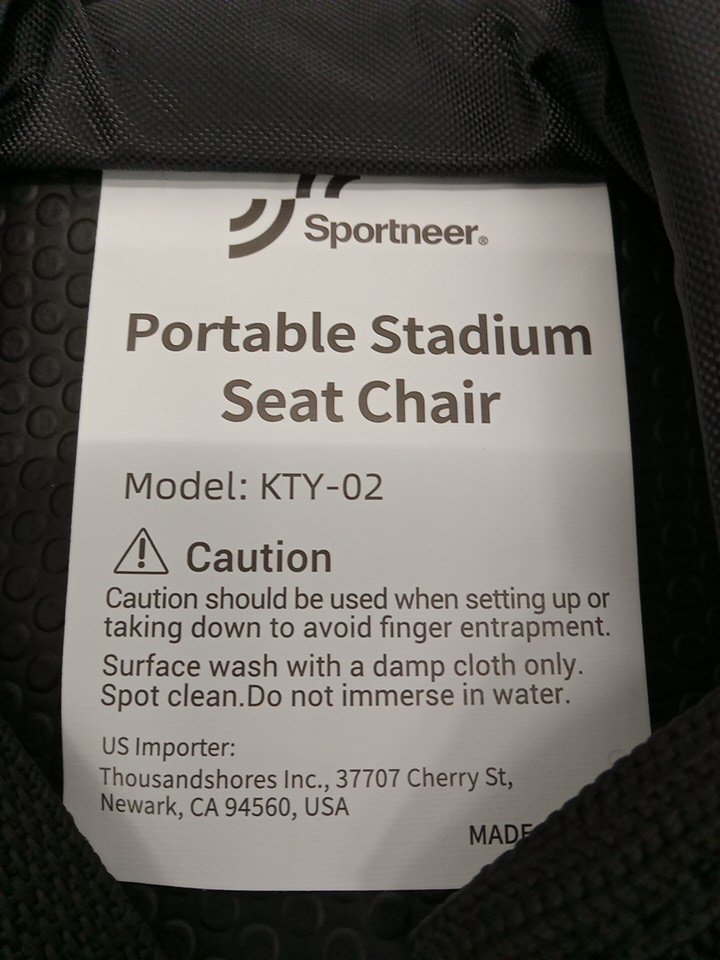 Sportneer®
Portable Stadium
Seat Chair
Model: KTY-02
Caution
Caution should be used when setting up or
taking down to avoid finger entrapment.
Surface wash with a damp cloth only.
Spot clean.Do not immerse in water.
US Importer:
Thousandshores Inc., 37707 Cherry St,
Newark, CA 94560, USA
MADE